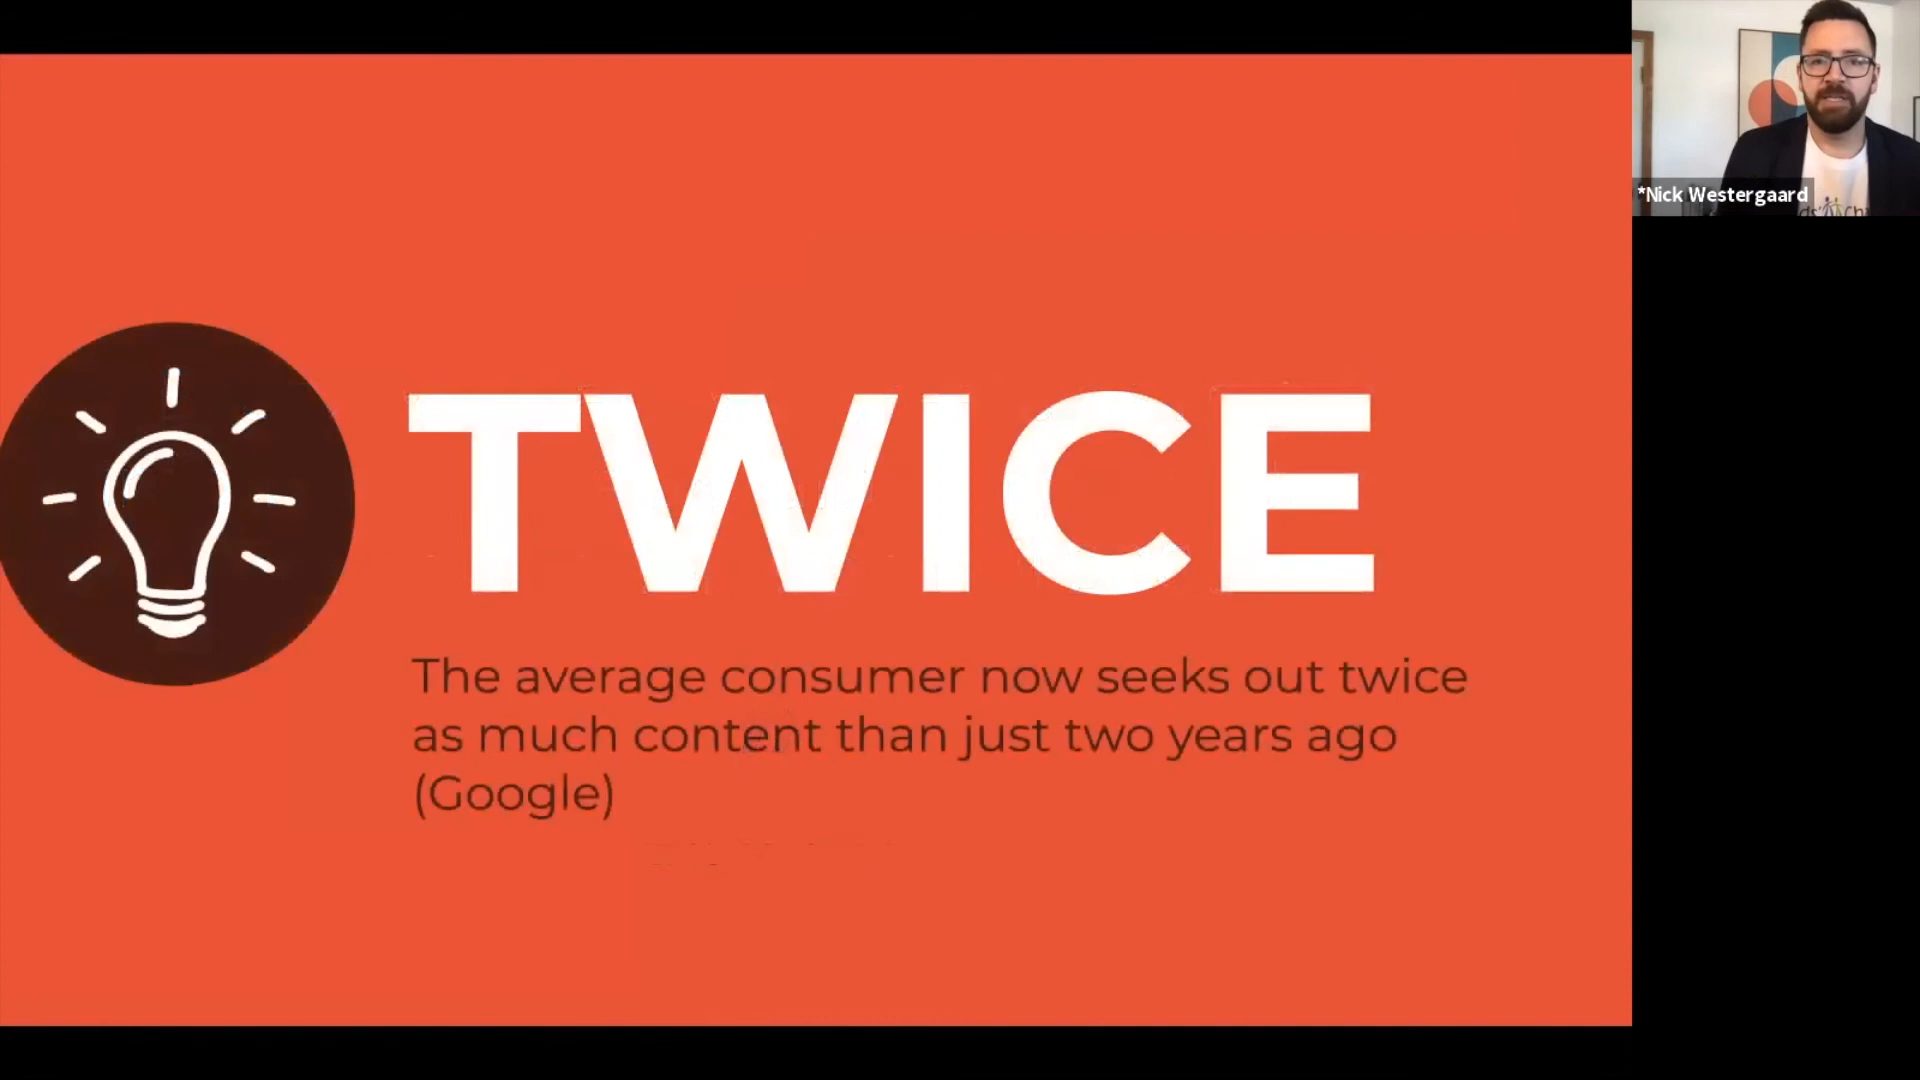 TWICE
The average consumer now seeks out twice
as much content than just two years ago
(Google)
*Nick Westergaard